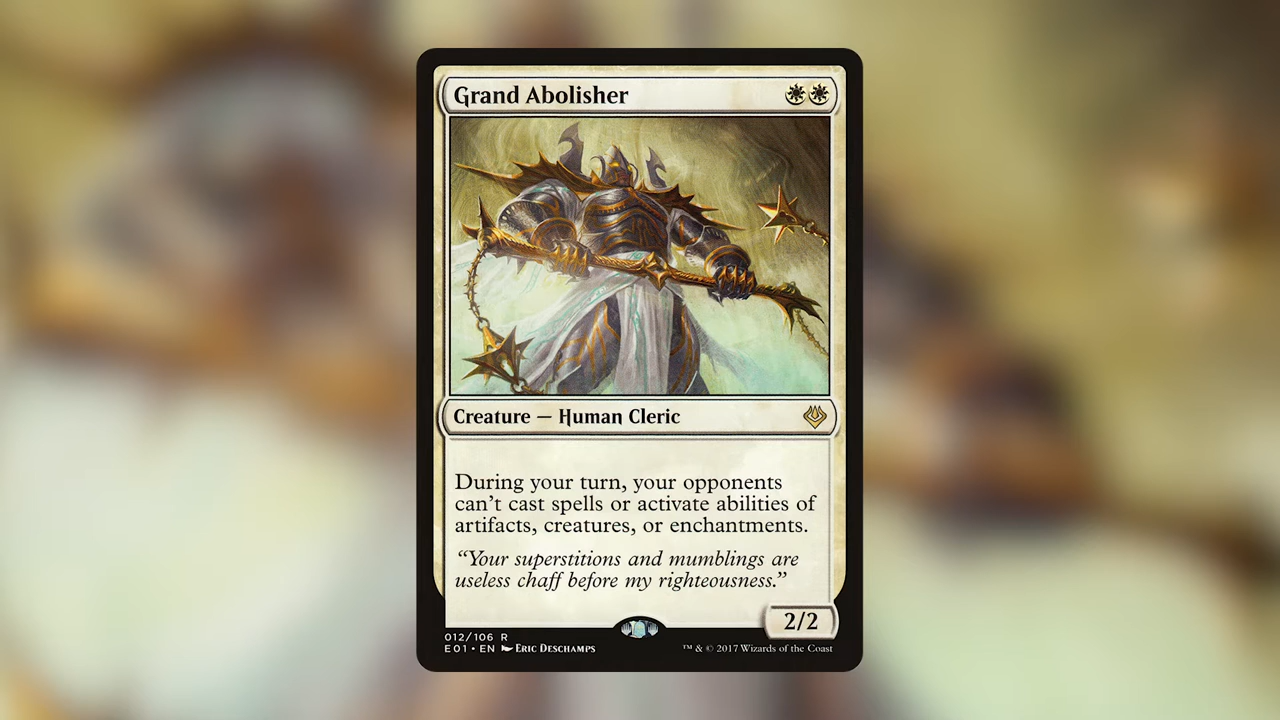 Grand Abolisher
Creature — Human Cleric
During your turn, your opponents
can't cast spells or activate abilities of
artifacts, creatures, or enchantments.
“Your superstitions and mumblings are
useless chaff before my righteousness.”
2/2
012/106 R
E01 • EN Eric Deschamps
™ & © 2017 Wizards of the Coast